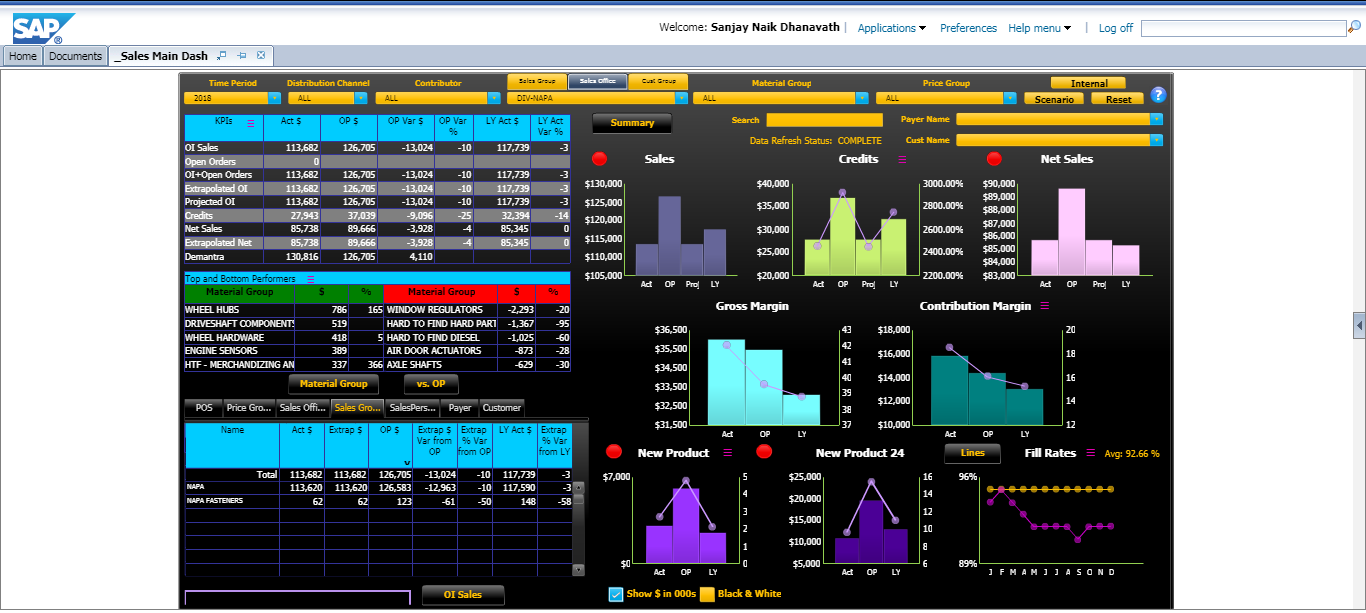 SAP ®
Welcome: Sanjay Naik Dhanavath | Applications Preferences Help menu | Log off
Home Documents _Sales Main Dash
Time Period Distribution Channel Contributor Sales Group Sales Office Cust Group Material Group Price Group Internal
2018 ALL ALL DIV-NAPA ALL ALL Scenario Reset ?
KPIs Act $ OP $ OP Var $ OP Var % LY Act $ LY Act Var %
OI Sales 113,682 126,705 -13,024 -10 117,739 -3
Open Orders 0
OI+Open Orders 113,682 126,705 -13,024 -10 117,739 -3
Extrapolated OI 113,682 126,705 -13,024 -10 117,739 -3
Projected OI 113,682 126,705 -13,024 -10 117,739 -3
Credits 27,943 37,039 -9,096 -25 32,394 -14
Net Sales 85,738 89,666 -3,928 -4 85,345 0
Extrapolated Net 85,738 89,666 -3,928 -4 85,345 0
Demantra 130,816 126,705 4,110
Summary Search Payer Name
Data Refresh Status: COMPLETE Cust Name
Sales
$130,000
$125,000
$120,000
$115,000
$110,000
$105,000
Act OP Proj LY
Credits
$40,000 3000.00%
$35,000 2800.00%
2600.00%
$30,000
$25,000 2400.00%
$20,000 2200.00%
Act OP Proj LY
Net Sales
$90,000
$89,000
$88,000
$87,000
$86,000
$85,000
$84,000
$83,000
Act OP Proj LY
Top and Bottom Performers
Material Group $ % Material Group $ %
WHEEL HUBS 786 165 WINDOW REGULATORS -2,293 -20
DRIVESHAFT COMPONENTS 519 HARD TO FIND HARD PART -1,367 -95
WHEEL HARDWARE 418 5 HARD TO FIND DIESEL -1,025 -60
ENGINE SENSORS 389 AIR DOOR ACTUATORS -873 -28
HTF - MERCHANDIZING AN 337 366 AXLE SHAFTS -629 -30
Material Group vs. OP
Gross Margin
$36,500 43
$35,500 42
41
$34,500 40
$33,500 39
$32,500 38
$31,500 37
Act OP LY
Contribution Margin
$18,000 20
$16,000 18
$14,000 16
$12,000 14
$10,000 12
Act OP LY
POS Price Gro... Sales Offi... Sales Gro... SalesPers... Payer Customer
Name Act $ Extrap $ OP $ Extrap $ Var from OP Extrap % Var from OP LY Act $ Extrap % Var from LY
Total 113,682 113,682 126,705 -13,024 -10 117,739 -3
NAPA 113,620 113,620 126,583 -12,963 -10 117,590 -3
NAPA FASTENERS 62 62 123 -61 -50 148 -58
New Product
$7,000 5
4
3
2
1
$0 0
Act OP LY
New Product 24
$25,000 16
$20,000 14
12
$15,000
10
$10,000 8
$5,000 6
Act OP LY
Lines Fill Rates Avg: 92.66 %
96%
89%
J F M A M J J A S O N D
OI Sales Show $ in 000s Black & White